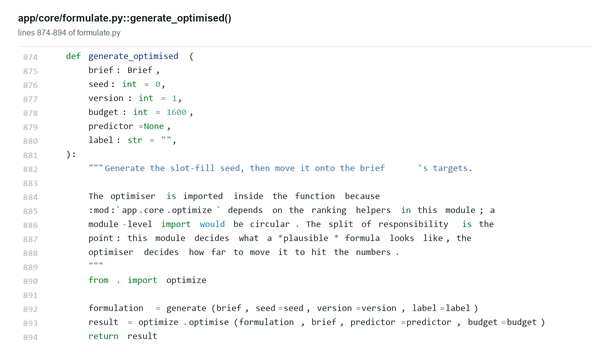 app/core/formulate.py::generate_optimised()
lines 874-894 of formulate.py
874 def generate_optimised (
875 brief : Brief ,
876 seed : int = 0,
877 version : int = 1,
878 budget : int = 1600 ,
879 predictor =None ,
880 label : str = "",
881 ):
882 """Generate the slot-fill seed, then move it onto the brief 's targets.
883
884 The optimiser is imported inside the function because
885 :mod:`app.core.optimize ` depends on the ranking helpers in this module ; a
886 module -level import would be circular . The split of responsibility is the
887 point : this module decides what a *plausible * formula looks like , the
888 optimiser decides how far to move it to hit the numbers .
889 """
890 from . import optimize
891
892 formulation = generate (brief , seed =seed , version =version , label =label )
893 result = optimize .optimise (formulation , brief , predictor =predictor , budget =budget )
894 return result